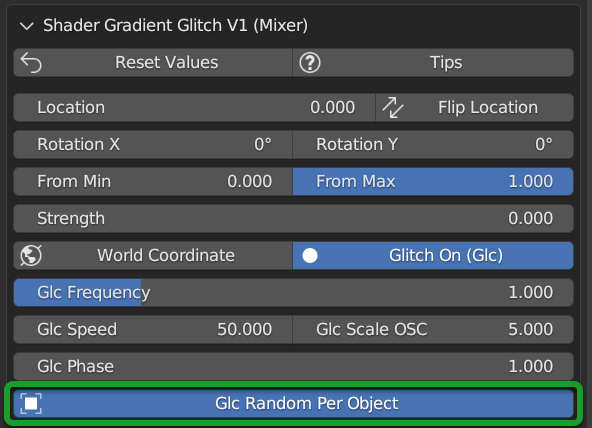 Shader Gradient Glitch V1 (Mixer)
Reset Values Tips
Location 0.000 Flip Location
Rotation X 0° Rotation Y 0°
From Min 0.000 From Max 1.000
Strength 0.000
World Coordinate Glitch On (Glc)
Glc Frequency 1.000
Glc Speed 50.000 Glc Scale OSC 5.000
Glc Phase 1.000
Glc Random Per Object